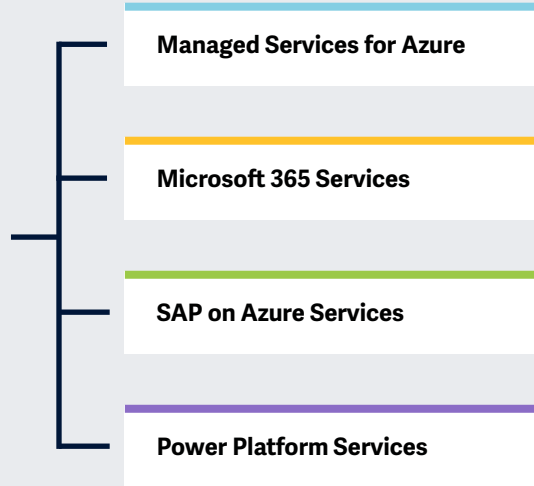 Managed Services for Azure
Microsoft 365 Services
SAP on Azure Services
Power Platform Services